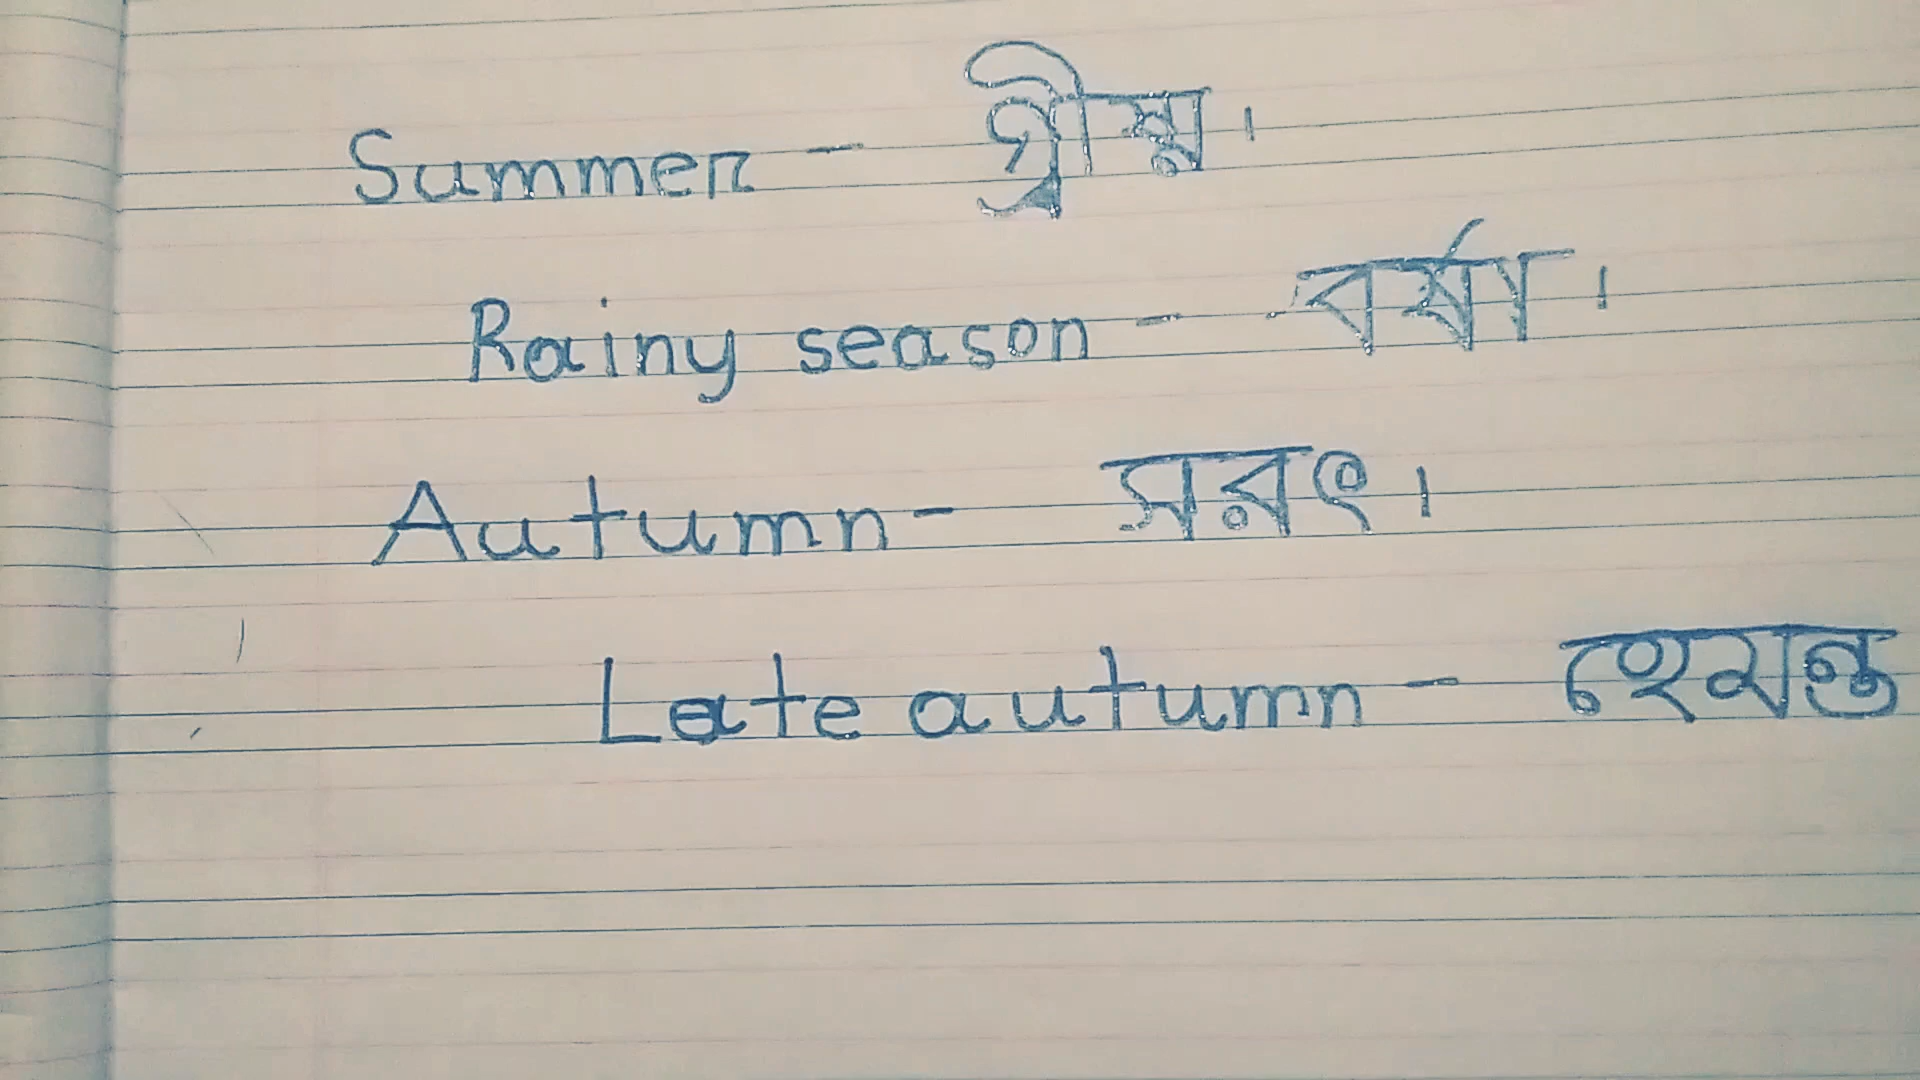 Summer - গ্রীষ্ম।
Rainy season - বর্ষা।
Autumn - সরৎ।
Late autumn - হেমন্ত